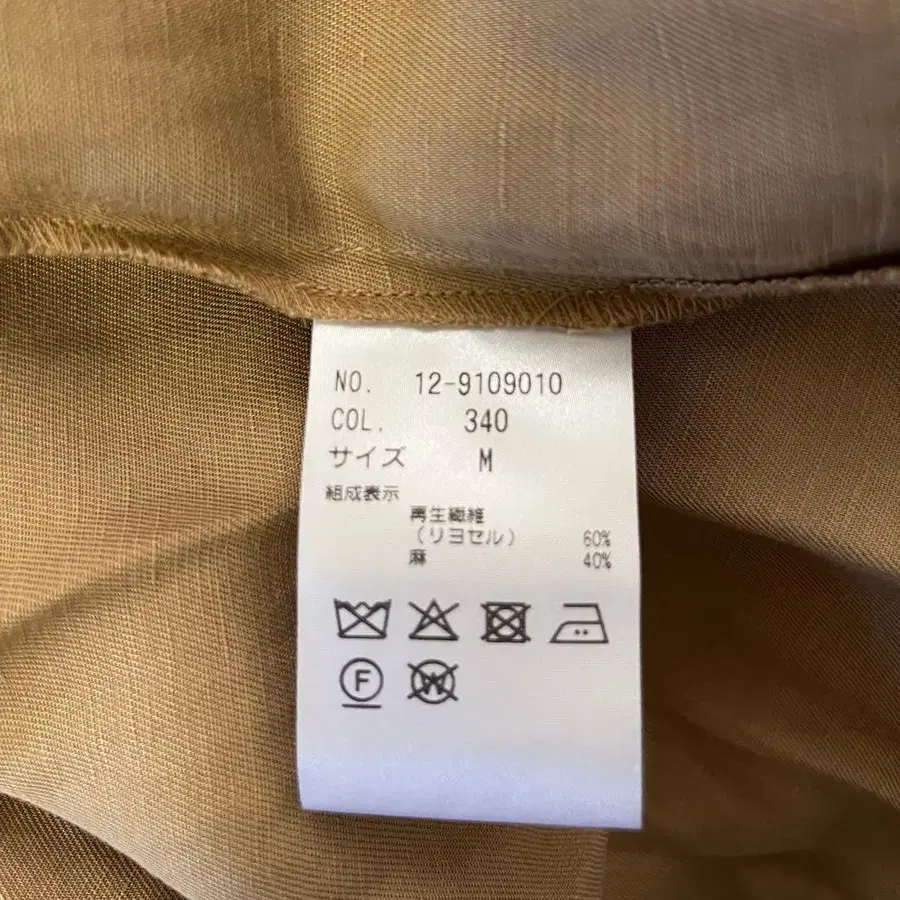 NO. 12-9109010
COL. 340
サイズ M
組成表示
再生繊維
(リヨセル) 60%
麻 40%
F W